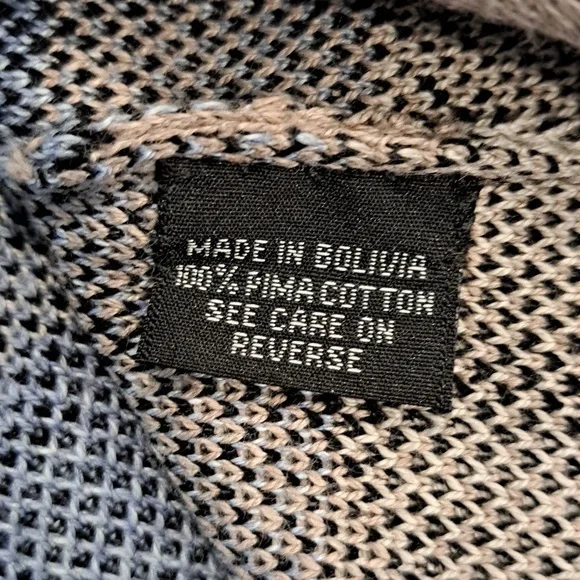 MADE IN BOLIVIA
100% PIMA COTTON
SEE CARE ON
REVERSE